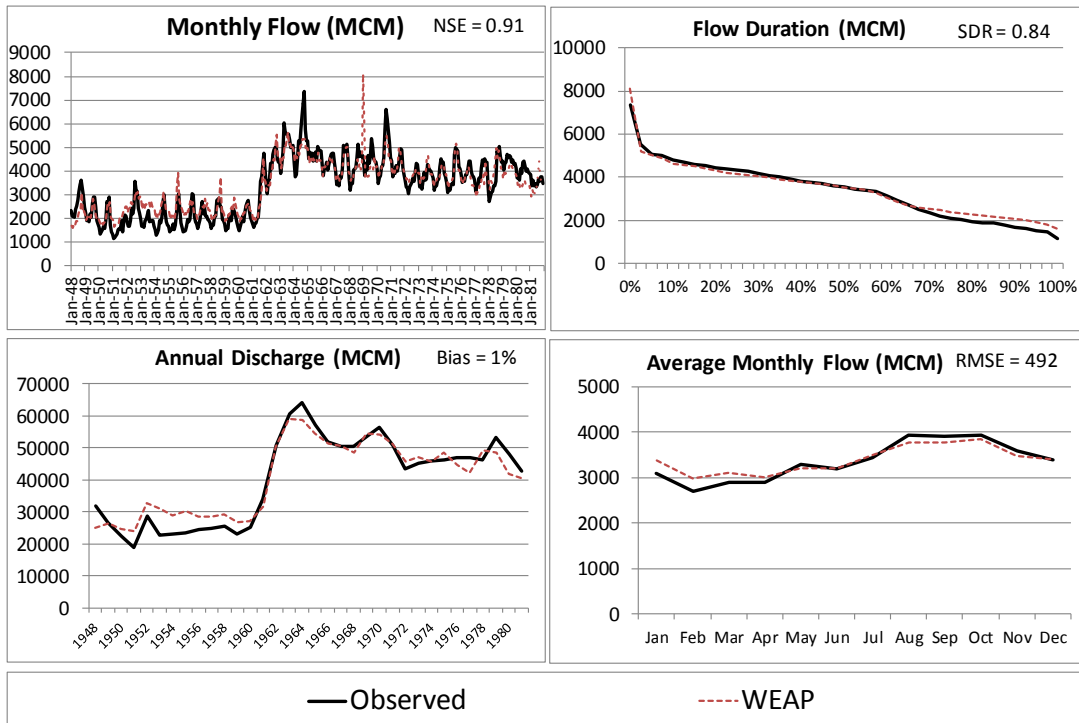 Monthly Flow (MCM) NSE = 0.91
9000
8000
7000
6000
5000
4000
3000
2000
1000
0
Jan-48
Jan-49
Jan-50
Jan-51
Jan-52
Jan-53
Jan-54
Jan-55
Jan-56
Jan-57
Jan-58
Jan-59
Jan-60
Jan-61
Jan-62
Jan-63
Jan-64
Jan-65
Jan-66
Jan-67
Jan-68
Jan-69
Jan-70
Jan-71
Jan-72
Jan-73
Jan-74
Jan-75
Jan-76
Jan-77
Jan-78
Jan-79
Jan-80
Jan-81
Flow Duration (MCM) SDR = 0.84
10000
8000
6000
4000
2000
0
0% 10% 20% 30% 40% 50% 60% 70% 80% 90% 100%
Annual Discharge (MCM) Bias = 1%
70000
60000
50000
40000
30000
20000
10000
0
1948
1950
1952
1954
1956
1958
1960
1962
1964
1966
1968
1970
1972
1974
1976
1978
1980
Average Monthly Flow (MCM) RMSE = 492
5000
4000
3000
2000
1000
0
Jan Feb Mar Apr May Jun Jul Aug Sep Oct Nov Dec
Observed WEAP